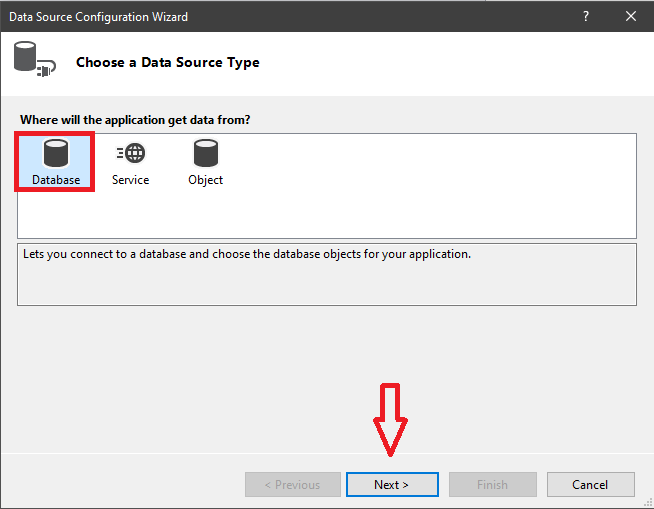 Data Source Configuration Wizard
?
Choose a Data Source Type
Where will the application get data from?
Database Service Object
Lets you connect to a database and choose the database objects for your application.
< Previous Next > Finish Cancel